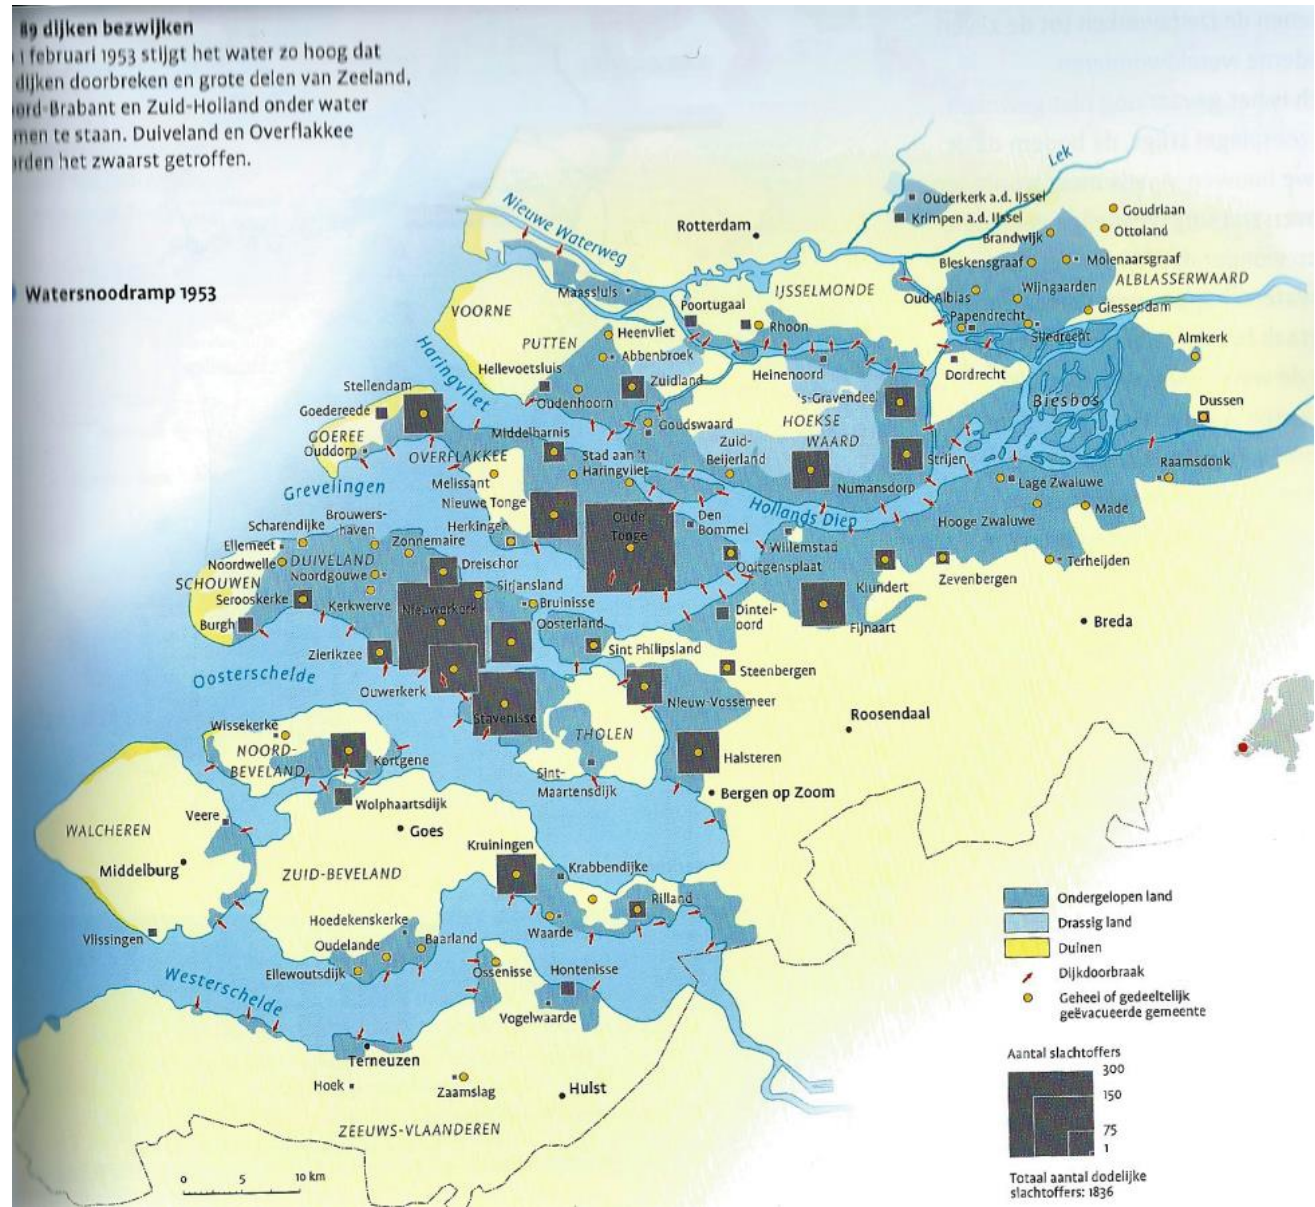 89 dijken bezwijken
1 februari 1953 stijgt het water zo hoog dat
dijken doorbreken en grote delen van Zeeland,
ord-Brabant en Zuid-Holland onder water
men te staan. Duiveland en Overflakkee
rden het zwaarst getroffen.
Watersnoodramp 1953
Lek
Nieuwe Waterweg
Rotterdam
Ouderkerk a.d. IJssel
Krimpen a.d. IJssel
Goudriaan
Ottoland
Brandwijk
Bleskensgraaf
Molenaarsgraaf
ALBLASSERWAARD
Maassluis
IJSSELMONDE
Oud-Alblas
Wijngaarden
Giessendam
VOORNE
Poortugaal
Rhoon
Papendrecht
Sliedrecht
Almkerk
PUTTEN
Heenvliet
Abbenbroek
Haringvliet
Hellevoetsluis
Zuidland
Heinenoord
Dordrecht
Stellendam
Oudenhoorn
's-Gravendeel
Biesbos
Dussen
Goedereede
GOEREE
Ouddorp
Middelharnis
Goudswaard
HOEKSE
WAARD
OVERFLAKKEE
Stad aan 't
Haringvliet
Zuid-
Beijerland
Strijen
Raamsdonk
Melissant
Numansdorp
Lage Zwaluwe
Grevelingen
Nieuwe Tonge
Hollands Diep
Hooge Zwaluwe
Made
Scharendijke
Brouwers-
haven
Herkingen
Oude
Tonge
Den
Bommel
Ellemeet
Zonnemaire
Willemstad
Noordwelle
DUIVELAND
Dreischor
Ooltgensplaat
Klundert
Zevenbergen
Terheijden
SCHOUWEN
Noordgouwe
Sirjansland
Serooskerke
Kerkwerve
Nieuwerkerk
Bruinisse
Oosterland
Dintel-
oord
Fijnaart
Breda
Burgh
Zierikzee
Sint Philipsland
Steenbergen
Oosterschelde
Ouwerkerk
Nieuw-Vossemeer
Roosendaal
Stavenisse
THOLEN
Wissekerke
NOORD-
BEVELAND
Kortgene
Halsteren
Sint-
Maartensdijk
Bergen op Zoom
Wolphaartsdijk
WALCHEREN
Veere
Goes
Middelburg
ZUID-BEVELAND
Kruiningen
Krabbendijke
Rilland
Hoedekenskerke
Waarde
Vlissingen
Oudelande
Baarland
Ellewoutsdijk
Ossenisse
Hontenisse
Westerschelde
Vogelwaarde
Terneuzen
Hoek
Zaamslag
Hulst
ZEEUWS-VLAANDEREN
0 5 10 km
Ondergelopen land
Drassig land
Duinen
Dijkdoorbraak
Geheel of gedeeltelijk
geëvacueerde gemeente
Aantal slachtoffers
300
150
75
1
Totaal aantal dodelijke
slachtoffers: 1836